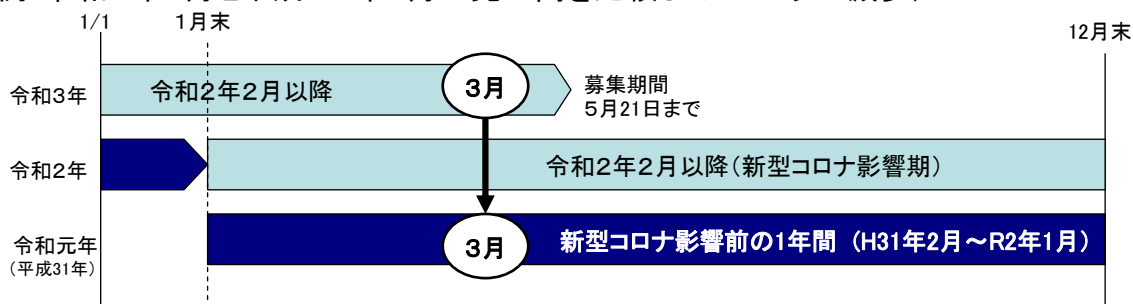 1/1
1月末
12月末
令和3年
令和2年2月以降
3月
募集期間
5月21日まで
令和2年
令和2年2月以降(新型コロナ影響期)
令和元年
(平成31年)
3月
新型コロナ影響前の1年間 (H31年2月～R2年1月)